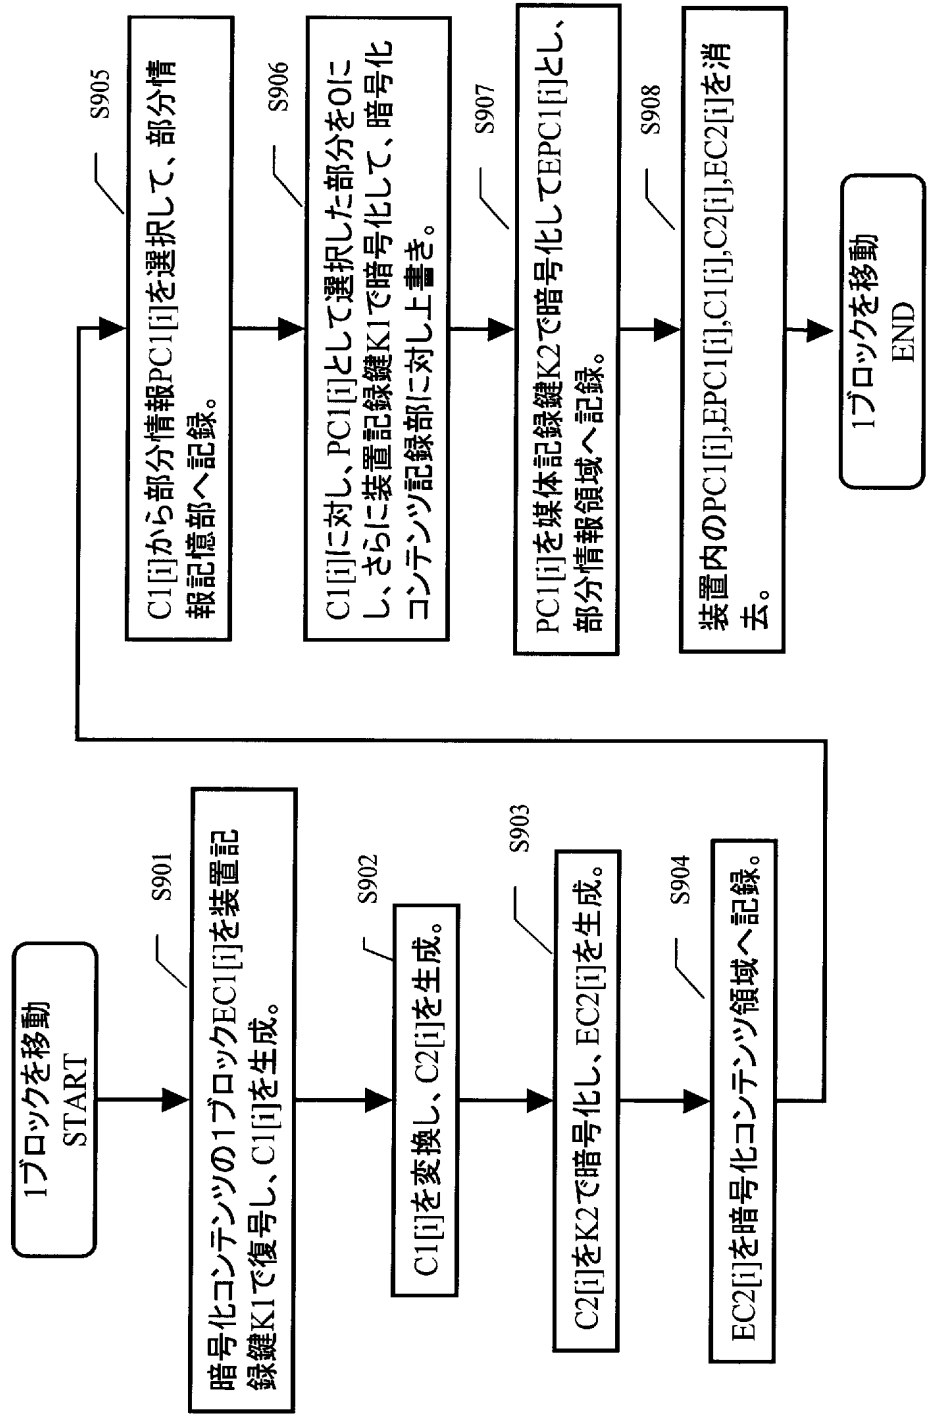 1ブロックを移動
START
S901
暗号化コンテンツの1ブロックEC1[i]を装置記
録鍵K1で復号し、C1[i]を生成。
S902
C1[i]を変換し、C2[i]を生成。
S903
C2[i]をK2で暗号化し、EC2[i]を生成。
S904
EC2[i]を暗号化コンテンツ領域へ記録。
S905
C1[i]から部分情報PC1[i]を選択して、部分情
報記憶部へ記録。
S906
C1[i]に対し、PC1[i]として選択した部分を0に
し、さらに装置記録鍵K1で暗号化して、暗号化
コンテンツ記録部に対し上書き。
S907
PC1[i]を媒体記録鍵K2で暗号化してEPC1[i]とし、
部分情報領域へ記録。
S908
装置内のPC1[i],EPC1[i],C1[i],C2[i],EC2[i]を消
去。
1ブロックを移動
END